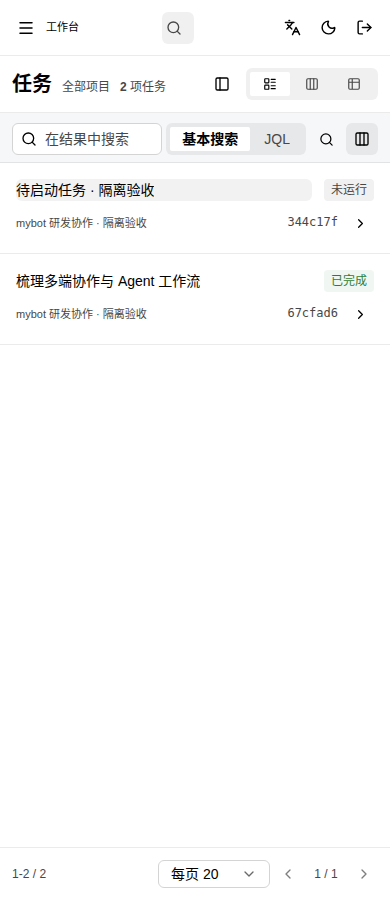 工作台
任务 全部项目 2 项任务
在结果中搜索 基本搜索 JQL
待启动任务 · 隔离验收 未运行
mybot 研发协作 · 隔离验收 344c17f
梳理多端协作与 Agent 工作流 已完成
mybot 研发协作 · 隔离验收 67cfad6
1-2 / 2 每页 20 1 / 1